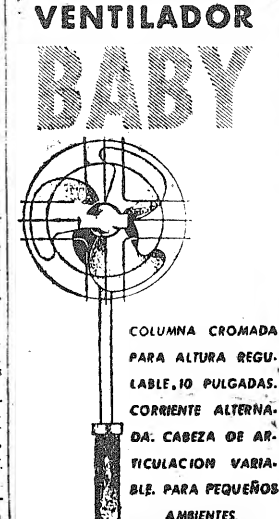 VENTILADOR
BABY
COLUMNA CROMADA
PARA ALTURA REGU-
LABLE, 10 PULGADAS.
CORRIENTE ALTERNA-
DA. CABEZA DE AR-
TICULACION VARIA-
BLE. PARA PEQUEÑOS
AMBIENTES